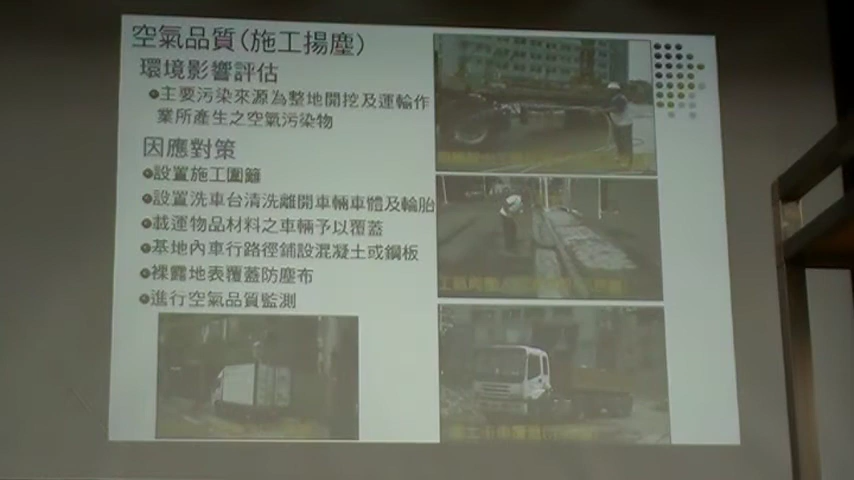 空氣品質(施工揚塵)
環境影響評估
主要污染來源為整地開挖及運輸作
業所產生之空氣污染物
因應對策
設置施工圍籬
設置洗車台清洗離開車輛車體及輪胎
載運物品材料之車輛予以覆蓋
基地內車行路徑鋪設混凝土或鋼板
裸露地表覆蓋防塵布
進行空氣品質監測